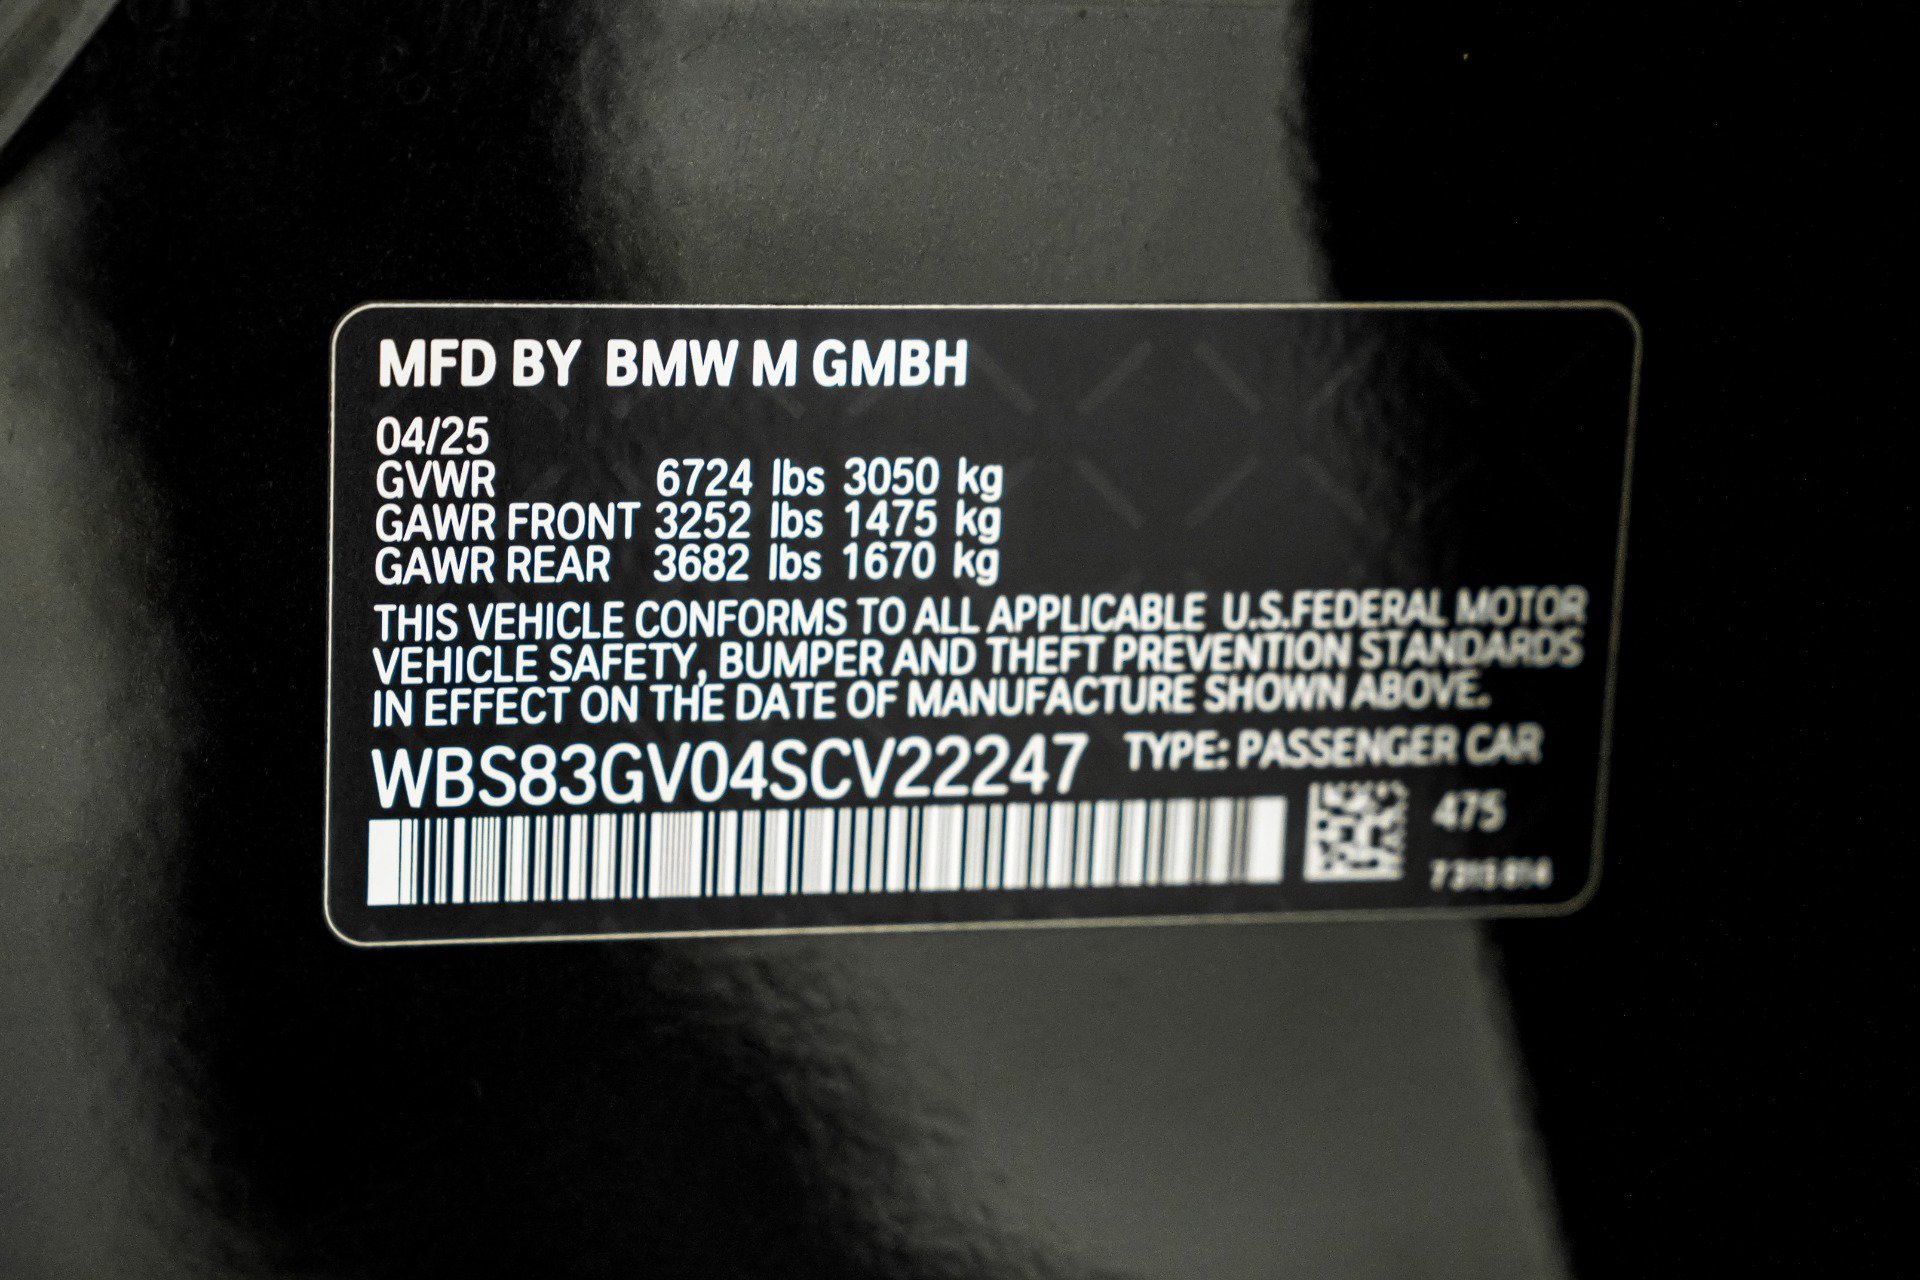 MFD BY BMW M GMBH
04/25
GVWR 6724 lbs 3050 kg
GAWR FRONT 3252 lbs 1475 kg
GAWR REAR 3682 lbs 1670 kg
THIS VEHICLE CONFORMS TO ALL APPLICABLE U.S.FEDERAL MOTOR
VEHICLE SAFETY, BUMPER AND THEFT PREVENTION STANDARDS
IN EFFECT ON THE DATE OF MANUFACTURE SHOWN ABOVE.
WBS83GV04SCV22247 TYPE: PASSENGER CAR
475